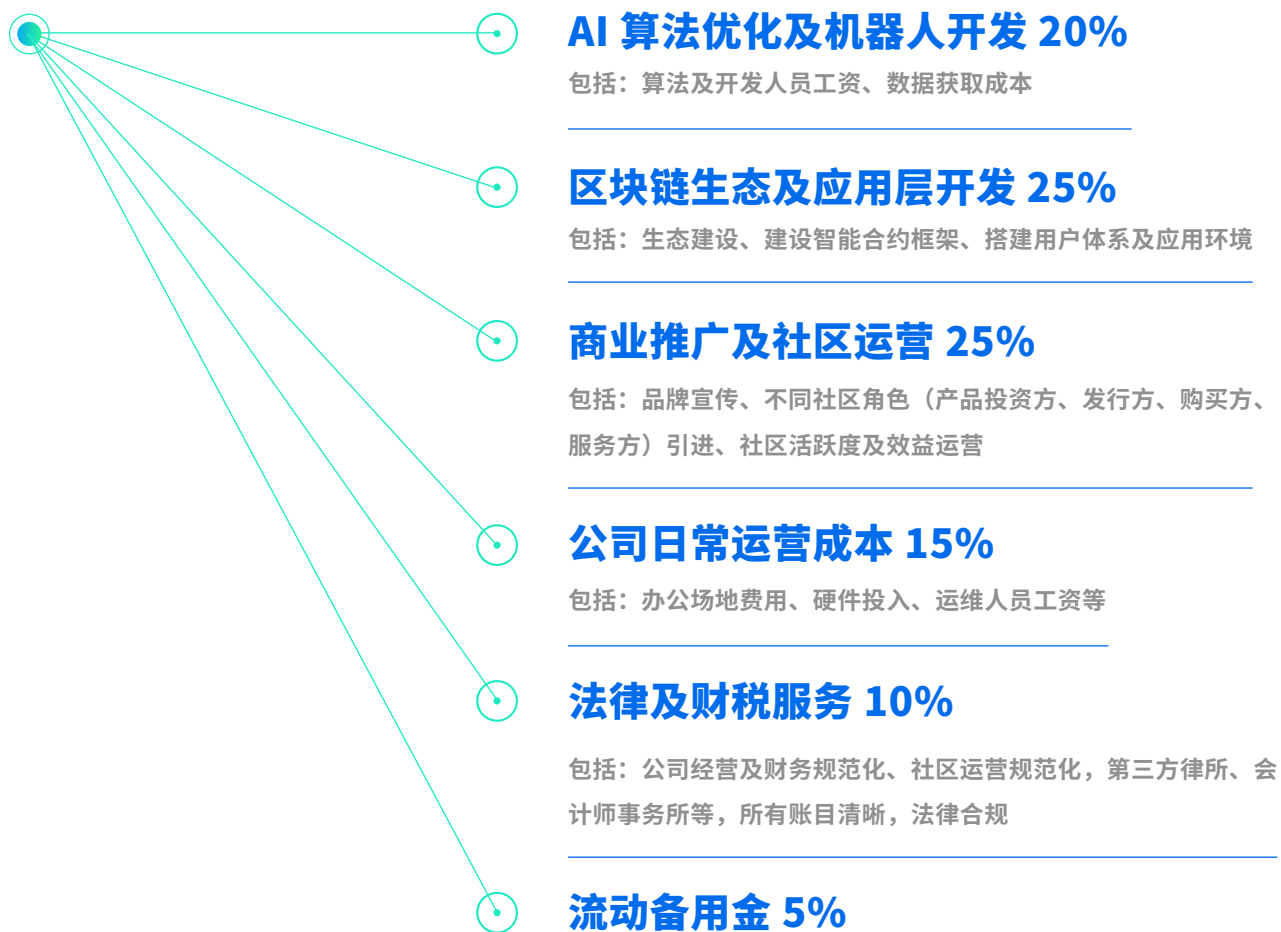 AI 算法优化及机器人开发 20%
包括：算法及开发人员工资、数据获取成本
区块链生态及应用层开发 25%
包括：生态建设、建设智能合约框架、搭建用户体系及应用环境
商业推广及社区运营 25%
包括：品牌宣传、不同社区角色（产品投资方、发行方、购买方、
服务方）引进、社区活跃度及效益运营
公司日常运营成本 15%
包括：办公场地费用、硬件投入、运维人员工资等
法律及财税服务 10%
包括：公司经营及财务规范化、社区运营规范化，第三方律所、会
计师事务所等，所有账目清晰，法律合规
流动备用金 5%